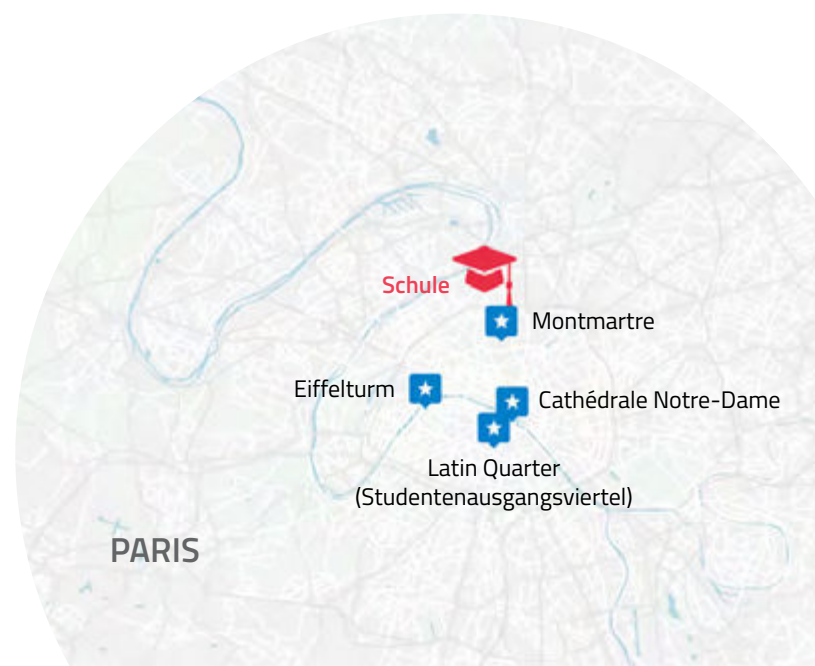 Schule
Montmartre
Eiffelturm
Cathédrale Notre-Dame
Latin Quarter
(Studentenausgangsviertel)
PARIS